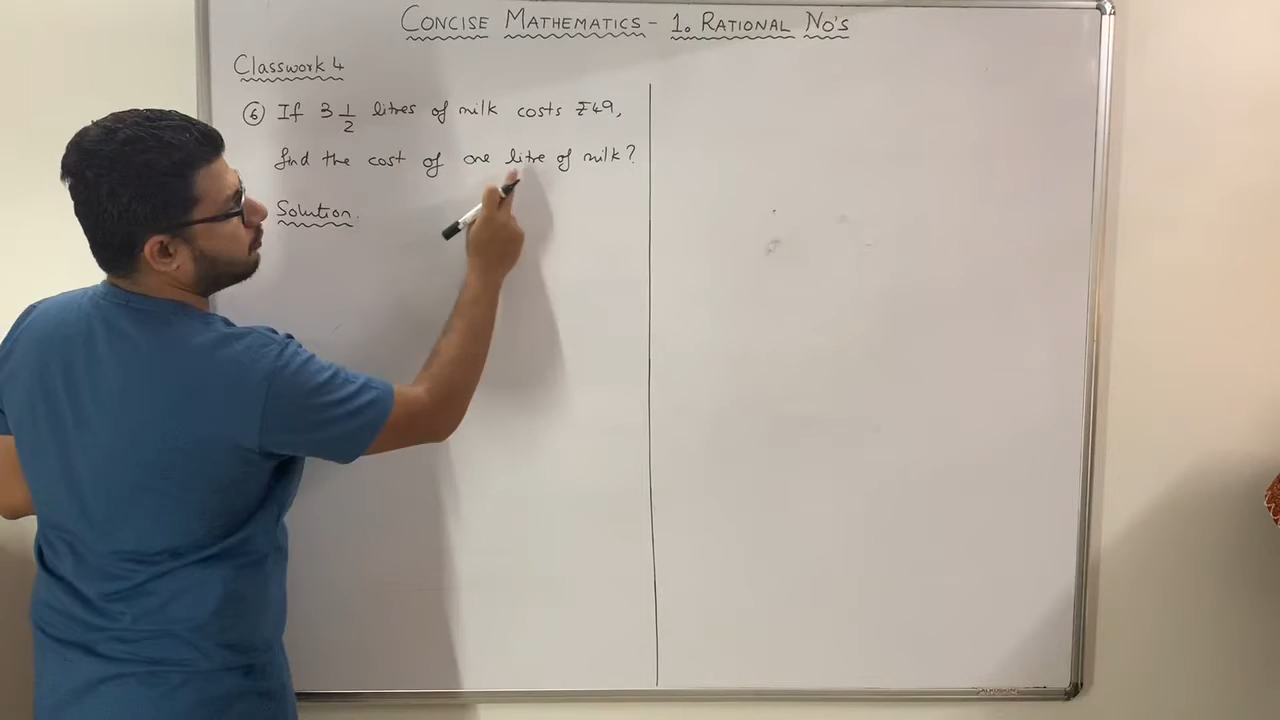 CONCISE MATHEMATICS - 1. RATIONAL NO'S
Classwork 4
⑥ If 3 1/2 litres of milk costs ₹49,
find the cost of one litre of milk?
Solution.